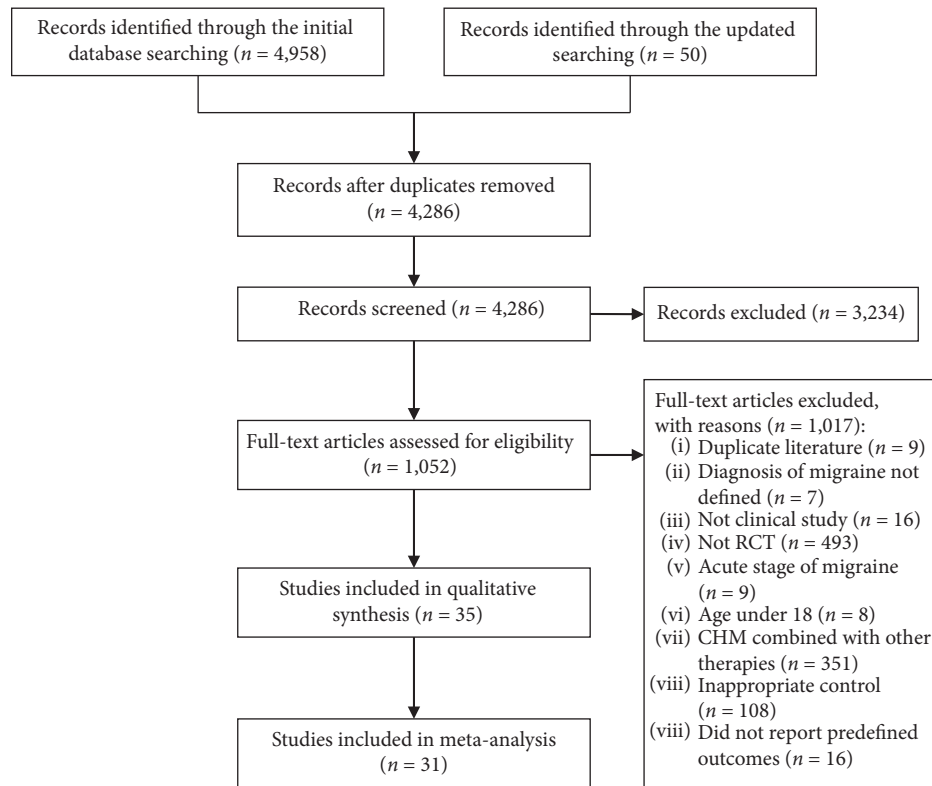 Records identified through the initial
database searching (n = 4,958)
Records identified through the updated
searching (n = 50)
Records after duplicates removed
(n = 4,286)
Records screened (n = 4,286)
Records excluded (n = 3,234)
Full-text articles assessed for eligibility
(n = 1,052)
Full-text articles excluded,
with reasons (n = 1,017):
(i) Duplicate literature (n = 9)
(ii) Diagnosis of migraine not
defined (n = 7)
(iii) Not clinical study (n = 16)
(iv) Not RCT (n = 493)
(v) Acute stage of migraine
(n = 9)
(vi) Age under 18 (n = 8)
(vii) CHM combined with other
therapies (n = 351)
(viii) Inappropriate control
(n = 108)
(viii) Did not report predefined
outcomes (n = 16)
Studies included in qualitative
synthesis (n = 35)
Studies included in meta-analysis
(n = 31)